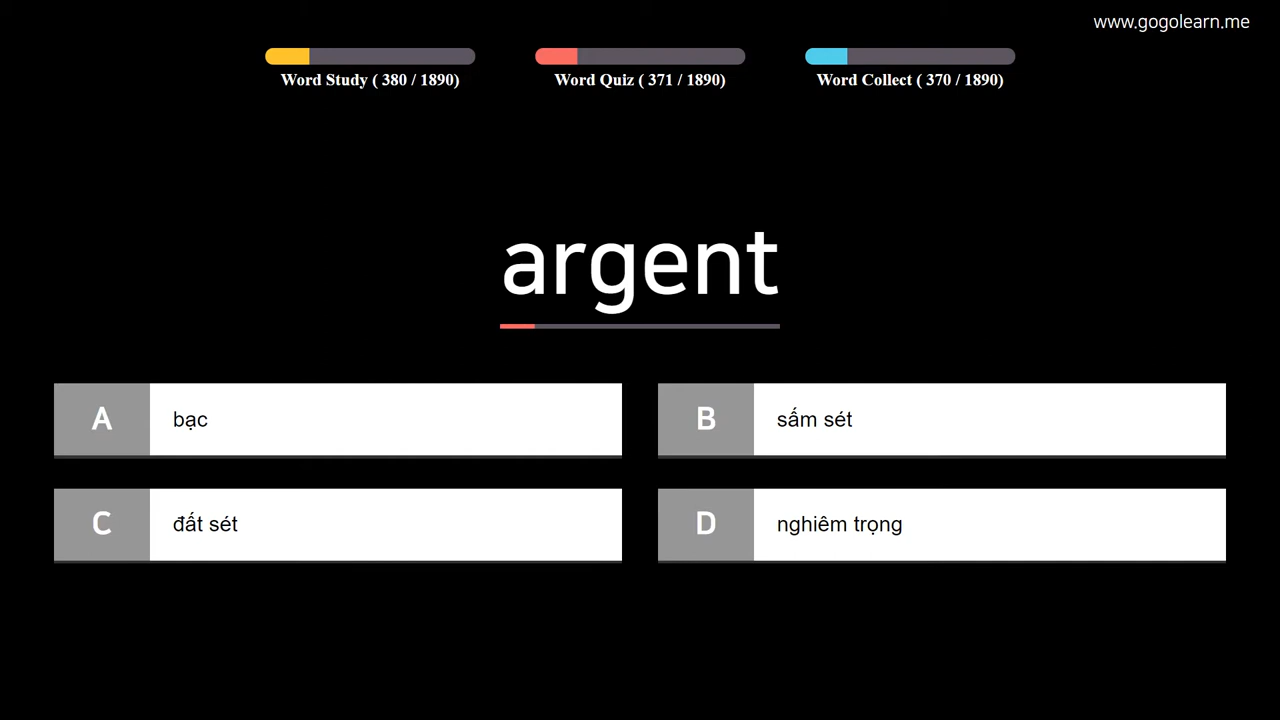 www.gogolearn.me
Word Study ( 380 / 1890)
Word Quiz ( 371 / 1890)
Word Collect ( 370 / 1890)
argent
A bạc
B sấm sét
C đất sét
D nghiêm trọng